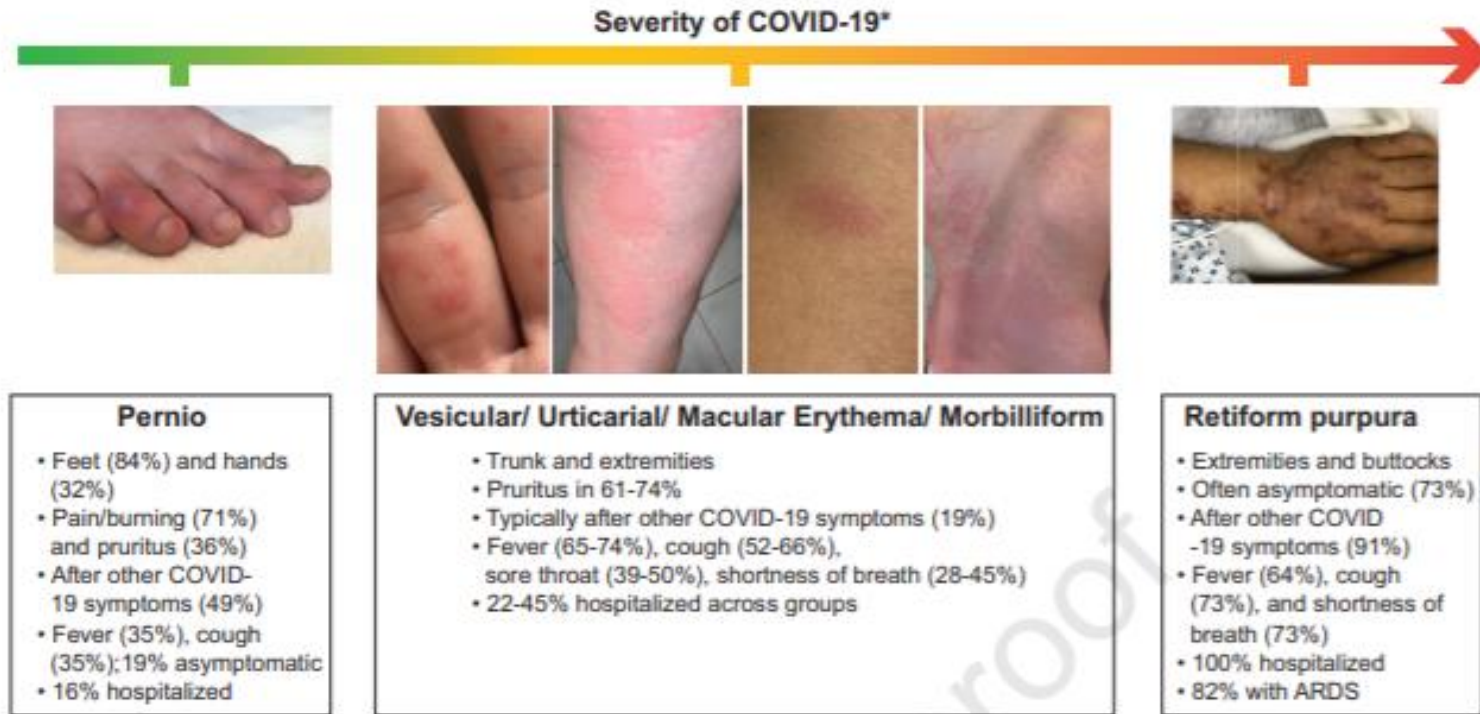 Severity of COVID-19*
Pernio
• Feet (84%) and hands
(32%)
• Pain/burning (71%)
and pruritus (36%)
• After other COVID-
19 symptoms (49%)
• Fever (35%), cough
(35%);19% asymptomatic
• 16% hospitalized
Vesicular/ Urticarial/ Macular Erythema/ Morbilliform
• Trunk and extremities
• Pruritus in 61-74%
• Typically after other COVID-19 symptoms (19%)
• Fever (65-74%), cough (52-66%),
sore throat (39-50%), shortness of breath (28-45%)
• 22-45% hospitalized across groups
Retiform purpura
• Extremities and buttocks
• Often asymptomatic (73%)
• After other COVID
-19 symptoms (91%)
• Fever (64%), cough
(73%), and shortness of
breath (73%)
• 100% hospitalized
• 82% with ARDS
roof